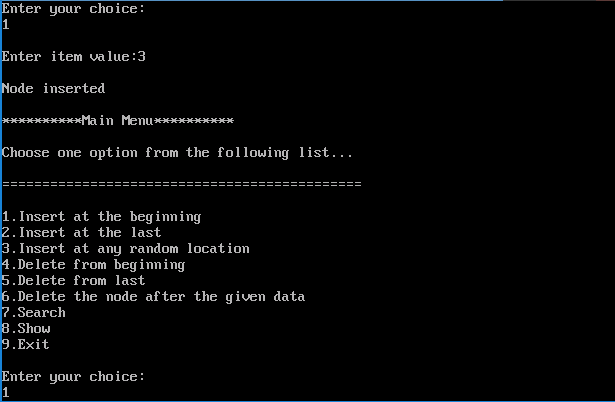 Enter your choice:
1
Enter item value:3
Node inserted
**********Main Menu**********
Choose one option from the following list...
=============================================
1.Insert at the beginning
2.Insert at the last
3.Insert at any random location
4.Delete from beginning
5.Delete from last
6.Delete the node after the given data
7.Search
8.Show
9.Exit
Enter your choice:
1